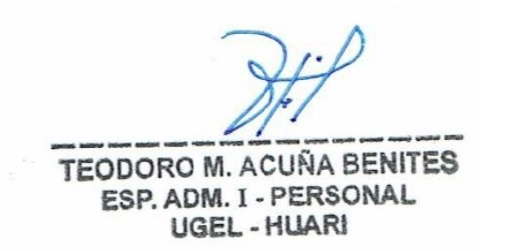 TEODORO M. ACUÑA BENITES
ESP. ADM. I - PERSONAL
UGEL - HUARI